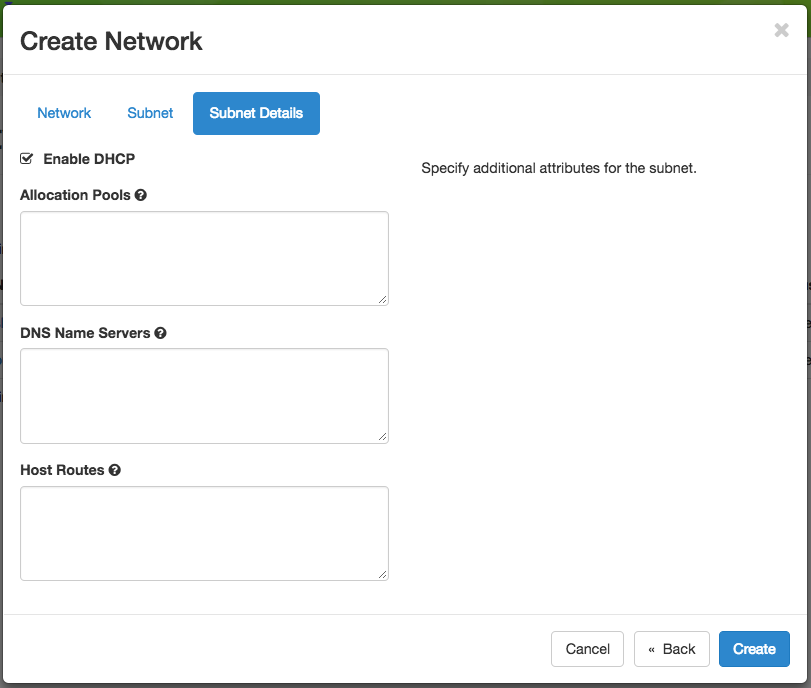 Create Network
Network Subnet Subnet Details
Enable DHCP
Specify additional attributes for the subnet.
Allocation Pools
DNS Name Servers
Host Routes
Cancel « Back Create